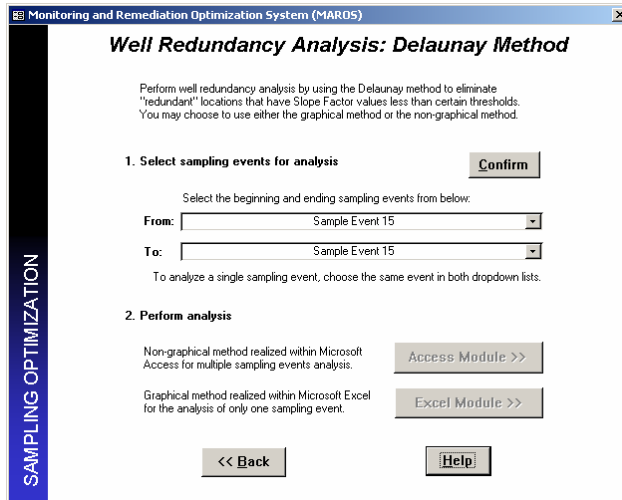 Monitoring and Remediation Optimization System (MAROS)
Well Redundancy Analysis: Delaunay Method
Perform well redundancy analysis by using the Delaunay method to eliminate
"redundant" locations that have Slope Factor values less than certain thresholds.
You may choose to use either the graphical method or the non-graphical method.
1. Select sampling events for analysis
Confirm
Select the beginning and ending sampling events from below:
From: Sample Event 15
To: Sample Event 15
To analyze a single sampling event, choose the same event in both dropdown lists.
2. Perform analysis
Non-graphical method realized within Microsoft
Access for multiple sampling events analysis.
Access Module >>
Graphical method realized within Microsoft Excel
for the analysis of only one sampling event.
Excel Module >>
<< Back
Help
SAMPLING OPTIMIZATION